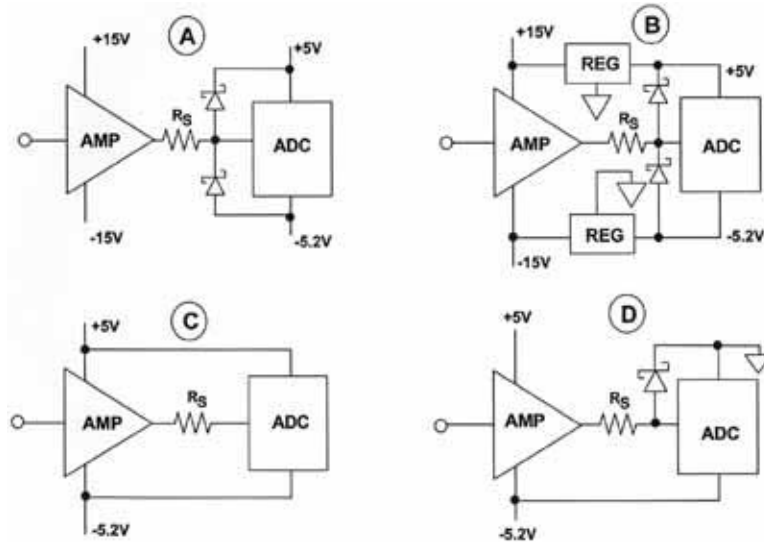 A
+15V
+5V
RS
AMP
ADC
-15V
-5.2V
B
+15V
REG
+5V
RS
AMP
ADC
REG
-15V
-5.2V
C
+5V
RS
AMP
ADC
-5.2V
D
+5V
RS
AMP
ADC
-5.2V